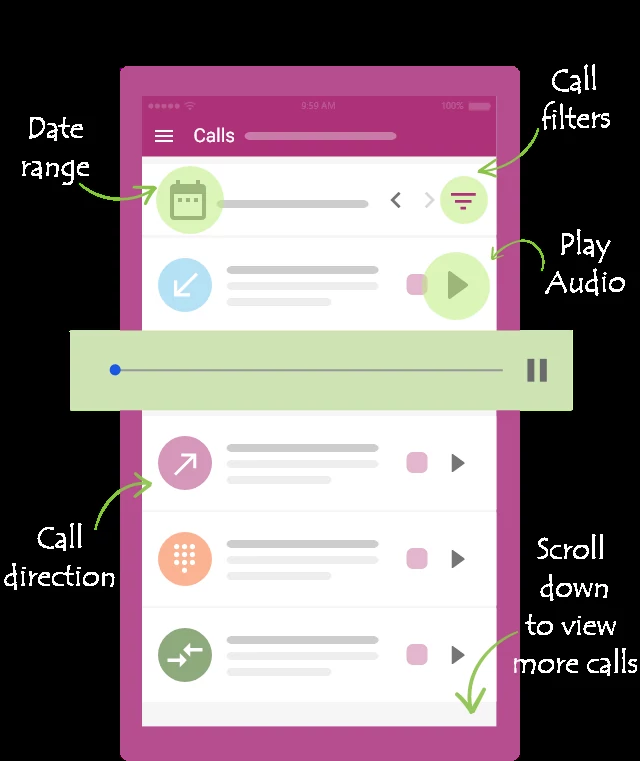 Call
filters
Date
range
9:59 AM
100%
Calls
Play
Audio
Call
direction
Scroll
down
to view
more calls